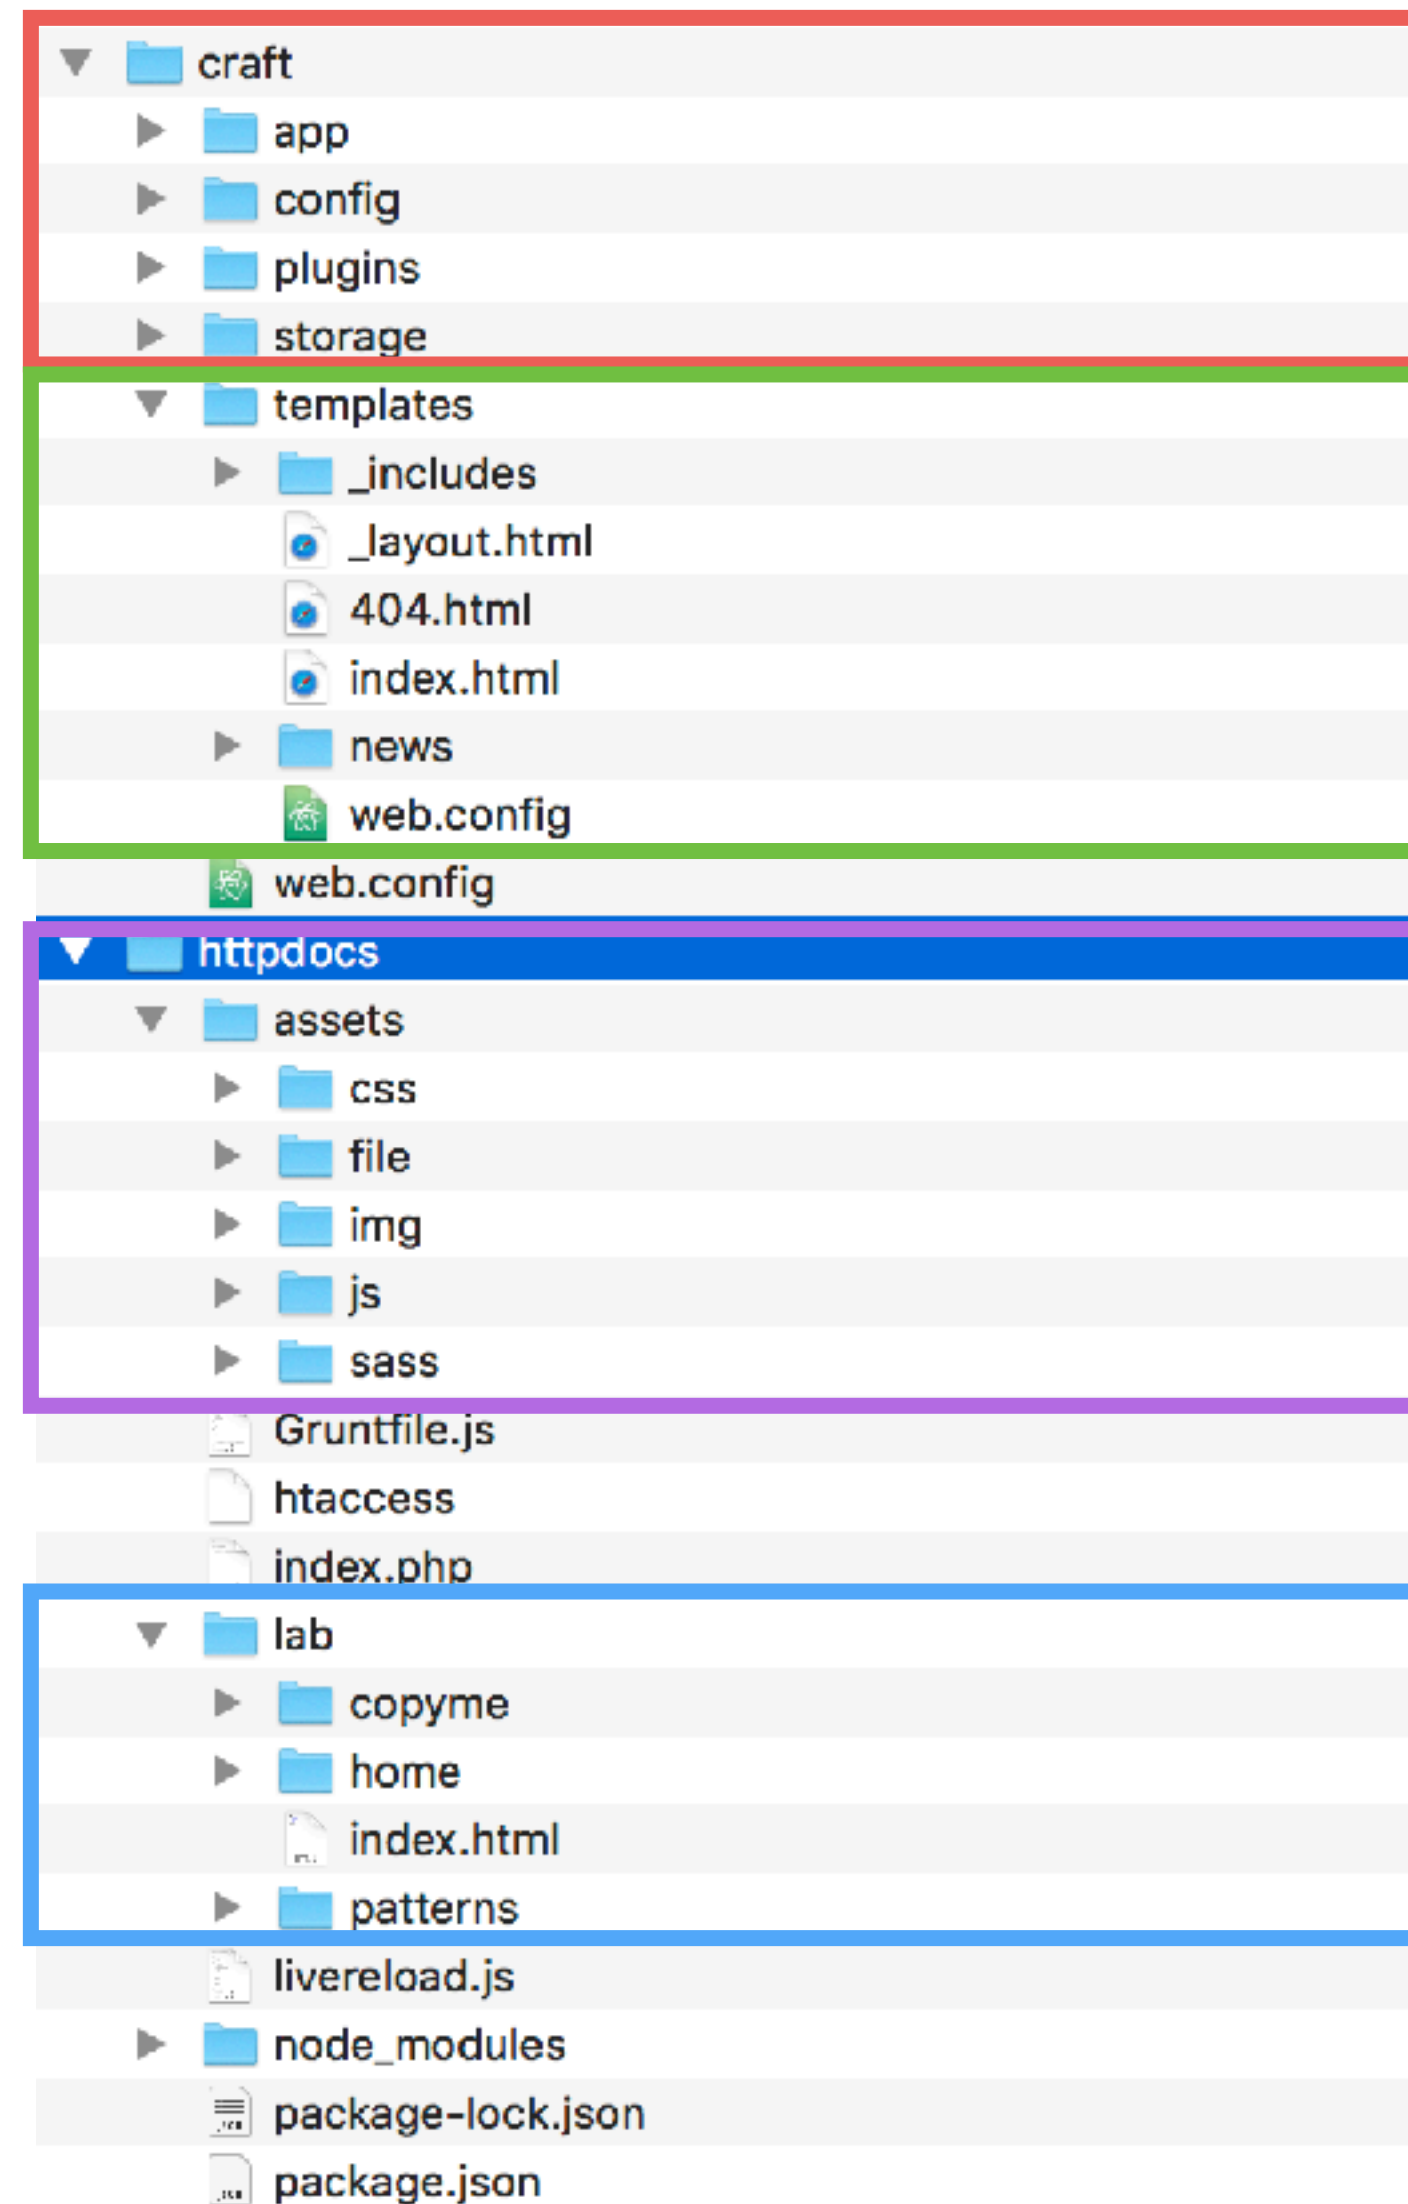 craft
app
config
plugins
storage
templates
_includes
_layout.html
404.html
index.html
news
web.config
web.config
httpdocs
assets
css
file
img
js
sass
Gruntfile.js
htaccess
index.php
lab
copyme
home
index.html
patterns
livereload.js
node_modules
package-lock.json
package.json